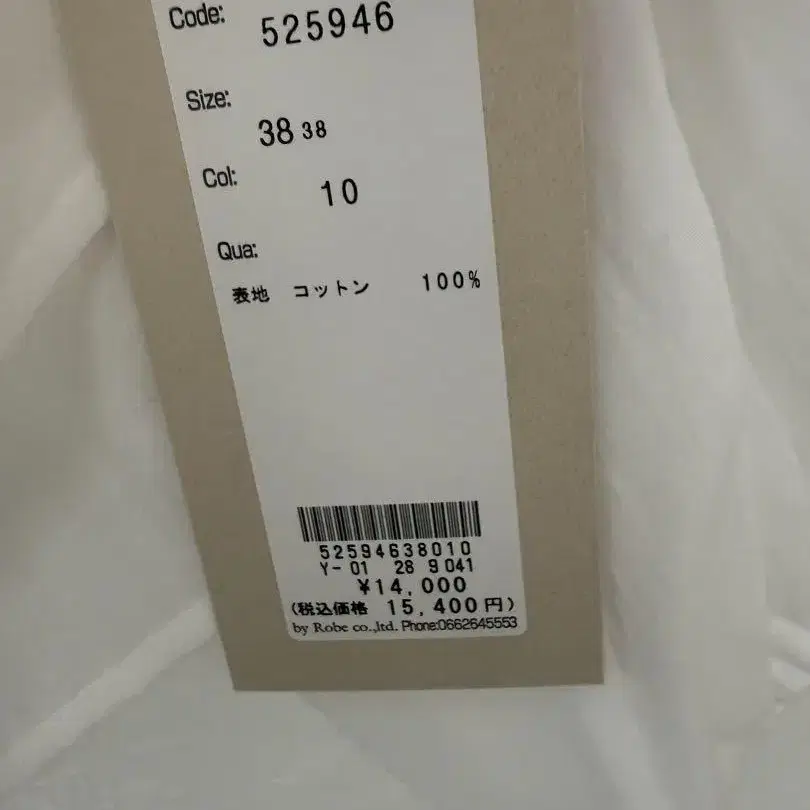 Code: 525946
Size:
38 38
Col:
10
Qua:
表地 コットン 100%
52594638010
Y- 01 28 9041
¥14,000
(税込価格 15,400円)
by Robe co.,ltd. Phone:0662645553